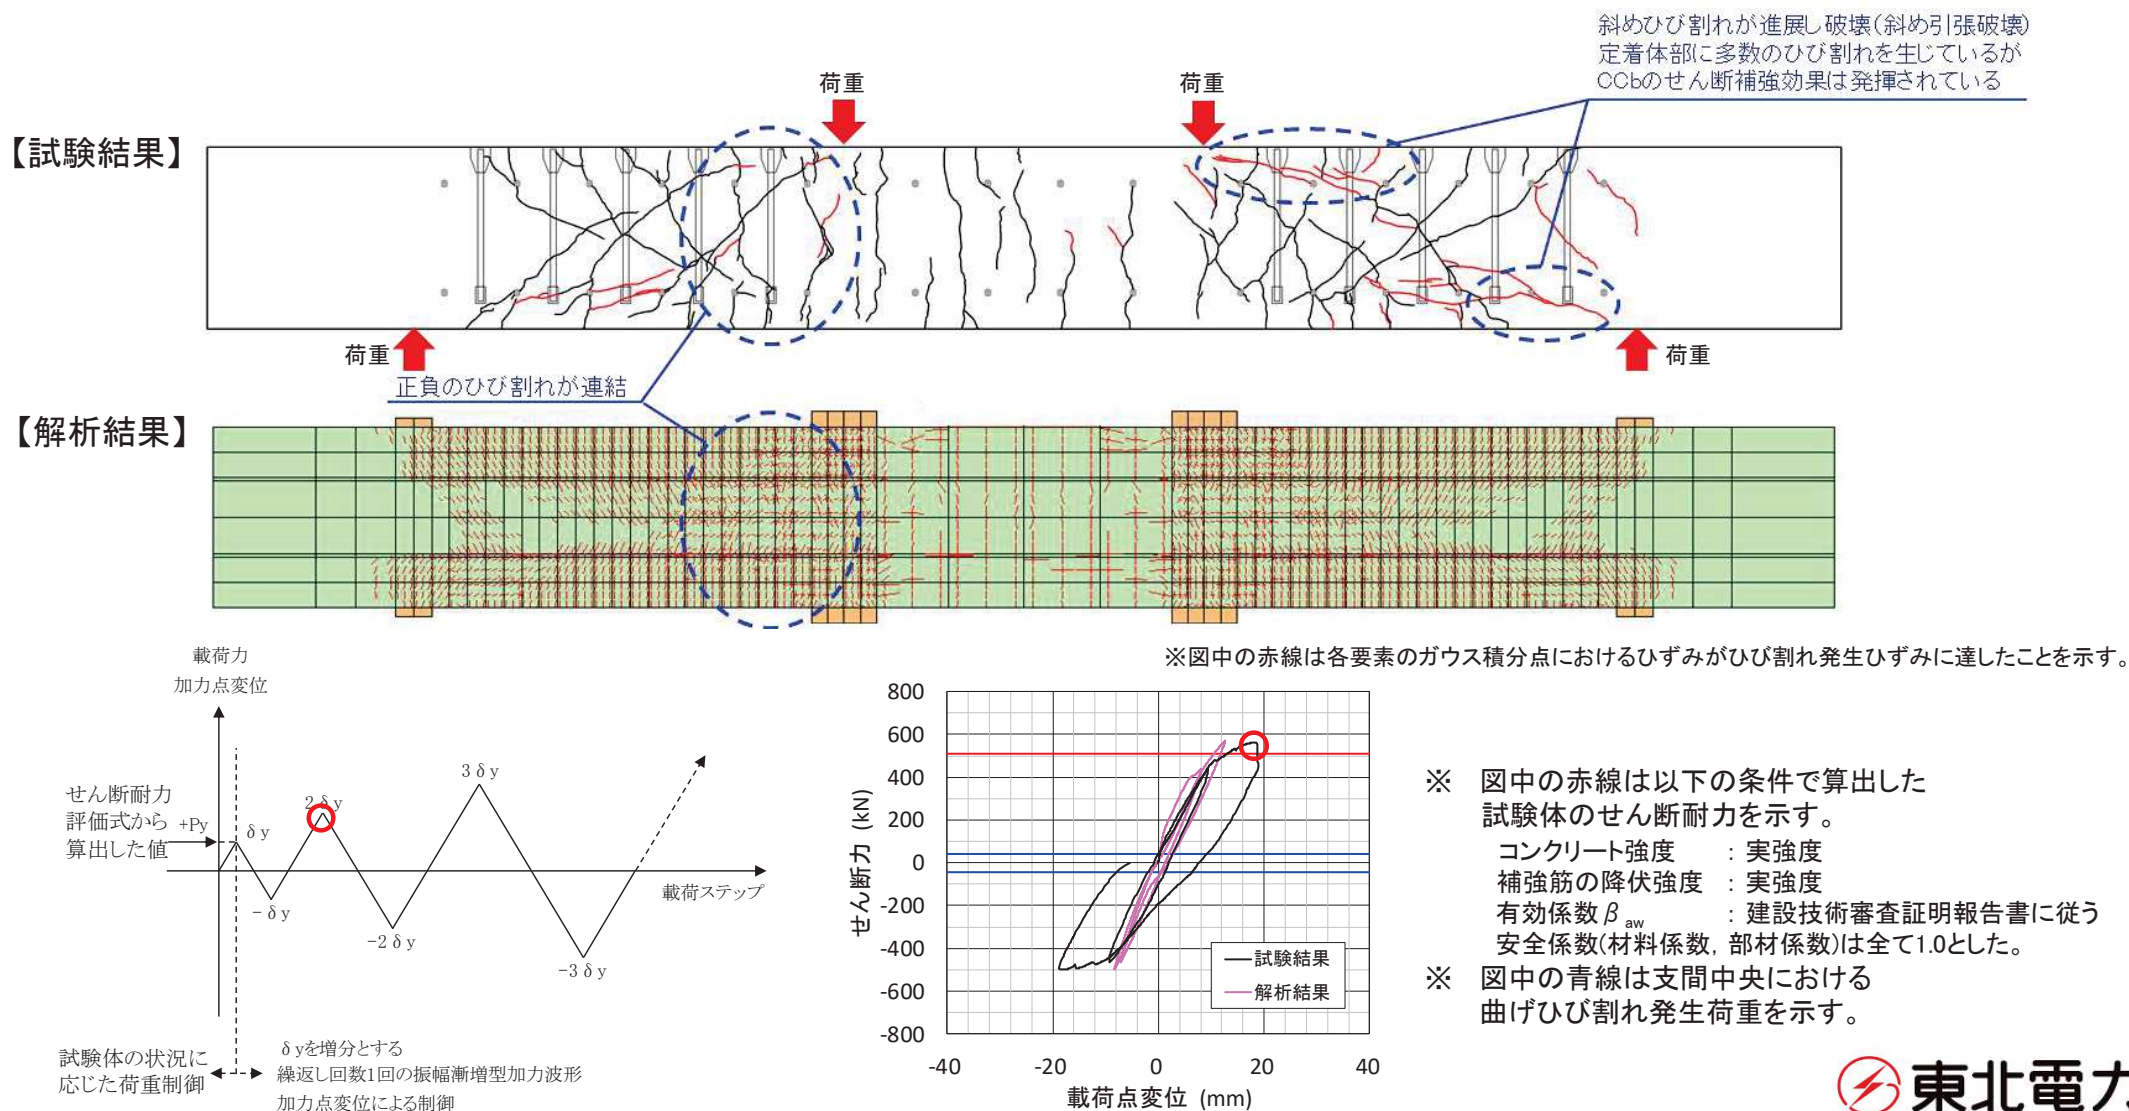 斜めひび割れが進展し破壊(斜め引張破壊)
定着体部に多数のひび割れを生じているが
CCbのせん断補強効果は発揮されている
荷重
荷重
【試験結果】
荷重
荷重
正負のひび割れが連結
【解析結果】
※図中の赤線は各要素のガウス積分点におけるひずみがひび割れ発生ひずみに達したことを示す。
載荷力
加力点変位
せん断耐力
評価式から
算出した値
+Py
δy
2δy
3δy
-δy
-2δy
-3δy
載荷ステップ
試験体の状況に
応じた荷重制御
δyを増分とする
繰返し回数1回の振幅漸増型加力波形
加力点変位による制御
800
600
400
200
0
-200
-400
-600
-800
-40
-20
0
20
40
せん断力 (kN)
載荷点変位 (mm)
試験結果
解析結果
※ 図中の赤線は以下の条件で算出した
試験体のせん断耐力を示す。
コンクリート強度 : 実強度
補強筋の降伏強度 : 実強度
有効係数βaw : 建設技術審査証明報告書に従う
安全係数(材料係数, 部材係数)は全て1.0とした。
※ 図中の青線は支間中央における
曲げひび割れ発生荷重を示す。
東北電力